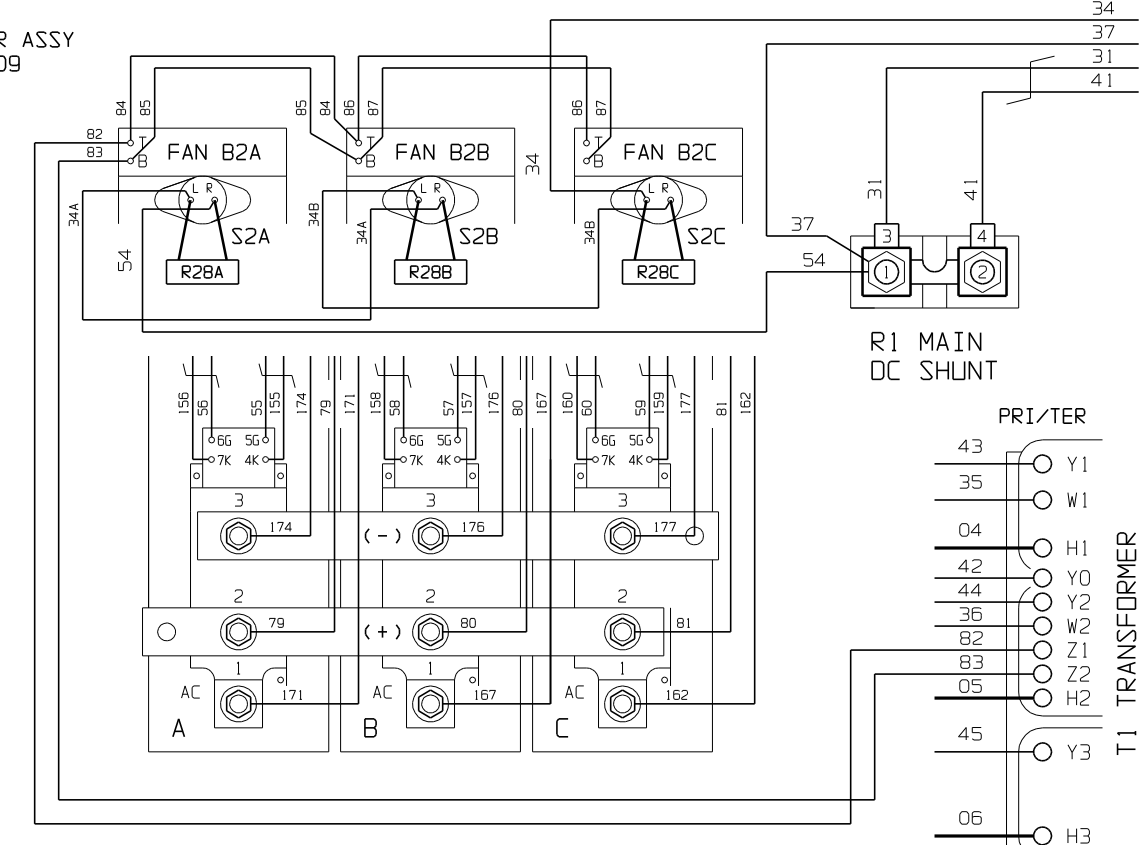 34
37
31
41
R ASSY
09
84
85
85
84
86
87
86
87
82
83
T
B
FAN B2A
T
B
FAN B2B
T
B
FAN B2C
34
L R
L R
L R
34A
54
34B
34A
34B
S2A
S2B
S2C
R28A
R28B
R28C
31
41
37
54
3
4
1
2
R1 MAIN
DC SHUNT
156
56
55
155
174
79
171
158
58
57
157
176
80
167
160
60
59
159
177
81
162
6G 5G
7K 4K
6G 5G
7K 4K
6G 5G
7K 4K
3
3
3
174
(-)
176
177
2
2
2
79
(+)
80
81
1
1
1
AC
171
AC
167
AC
162
A
B
C
PRI/TER
43
Y1
35
W1
04
H1
42
Y0
44
Y2
36
W2
82
Z1
83
Z2
05
H2
45
Y3
06
H3
T1 TRANSFORMER